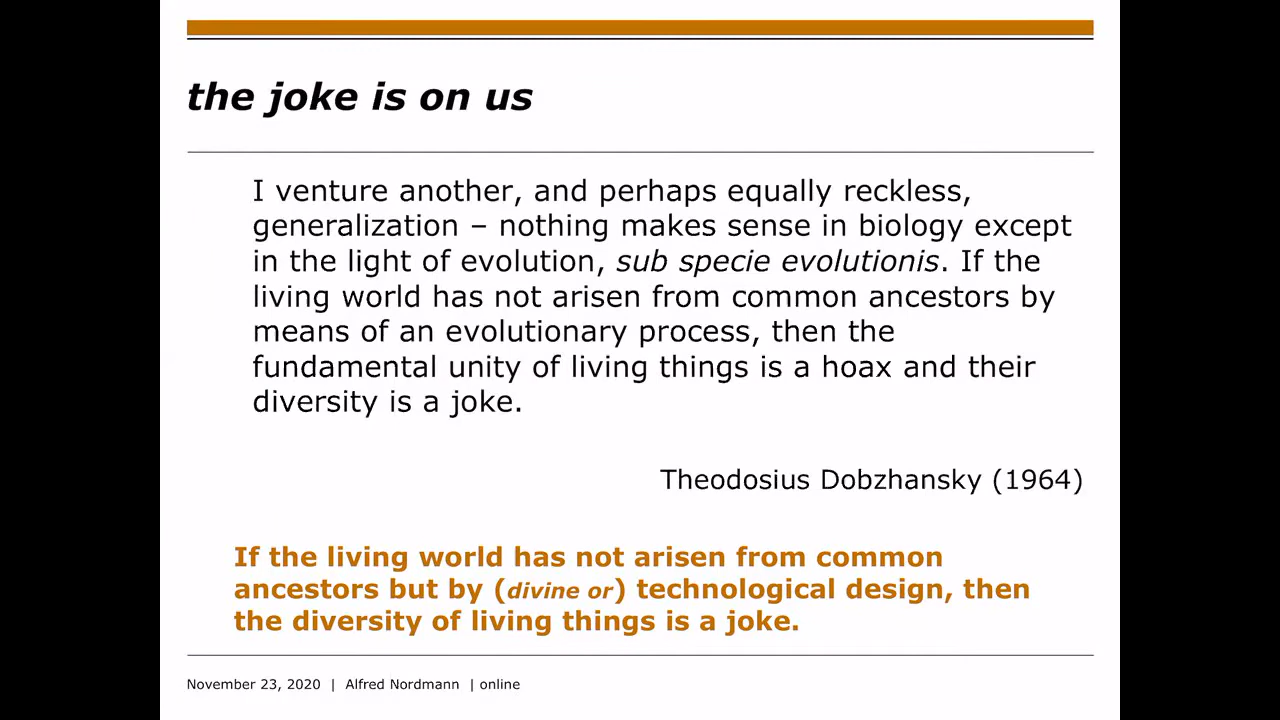 the joke is on us
I venture another, and perhaps equally reckless,
generalization – nothing makes sense in biology except
in the light of evolution, sub specie evolutionis. If the
living world has not arisen from common ancestors by
means of an evolutionary process, then the
fundamental unity of living things is a hoax and their
diversity is a joke.
Theodosius Dobzhansky (1964)
If the living world has not arisen from common
ancestors but by (divine or) technological design, then
the diversity of living things is a joke.
November 23, 2020 | Alfred Nordmann | online